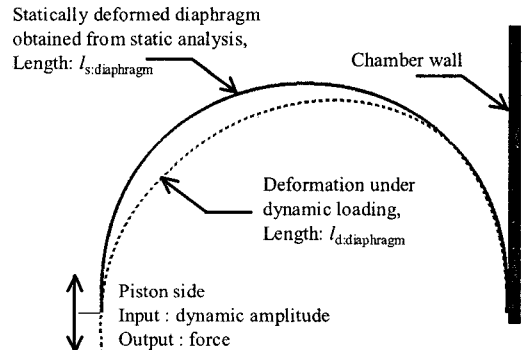 Statically deformed diaphragm
obtained from static analysis,
Length: ls:diaphragm
Chamber wall
Deformation under
dynamic loading,
Length: ld:diaphragm
Piston side
Input : dynamic amplitude
Output : force